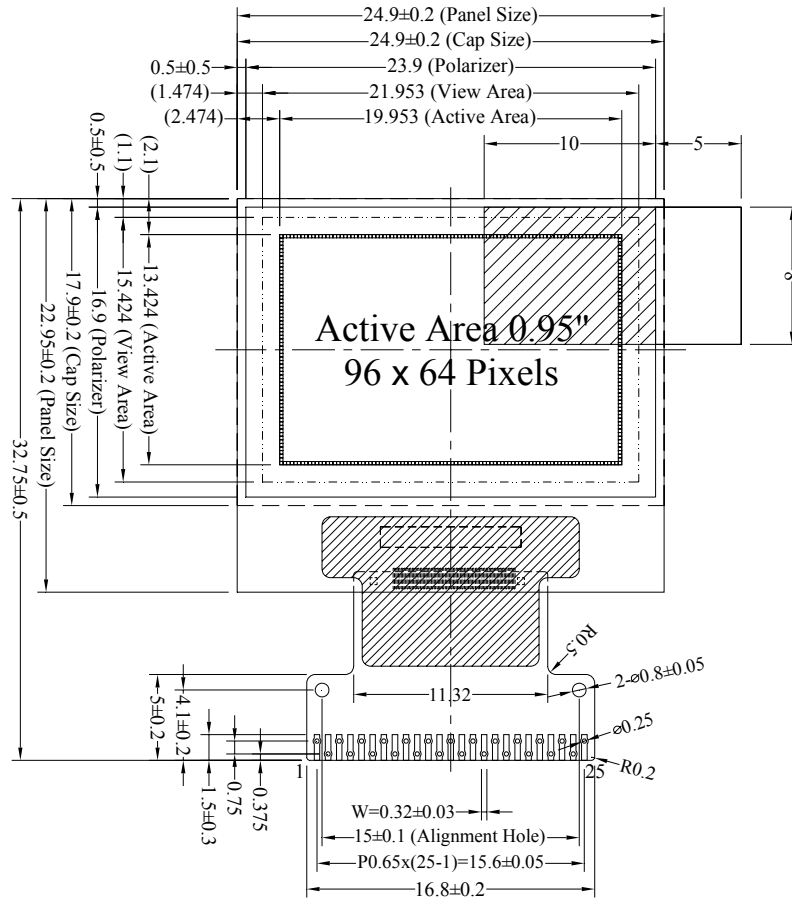 24.9±0.2 (Panel Size)
24.9±0.2 (Cap Size)
0.5±0.5
23.9 (Polarizer)
(1.474)
21.953 (View Area)
(2.474)
19.953 (Active Area)
0.5±0.5
(1.1)
(2.1)
10
5
8
32.75±0.5
22.95±0.2 (Panel Size)
17.9±0.2 (Cap Size)
16.9 (Polarizer)
15.424 (View Area)
13.424 (Active Area)
Active Area 0.95"
96 x 64 Pixels
R0.5
2-⌀0.8±0.05
11.32
5±0.2
4.1±0.2
⌀0.25
R0.2
1
25
1.5±0.3
0.75
0.375
W=0.32±0.03
15±0.1 (Alignment Hole)
P0.65x(25-1)=15.6±0.05
16.8±0.2